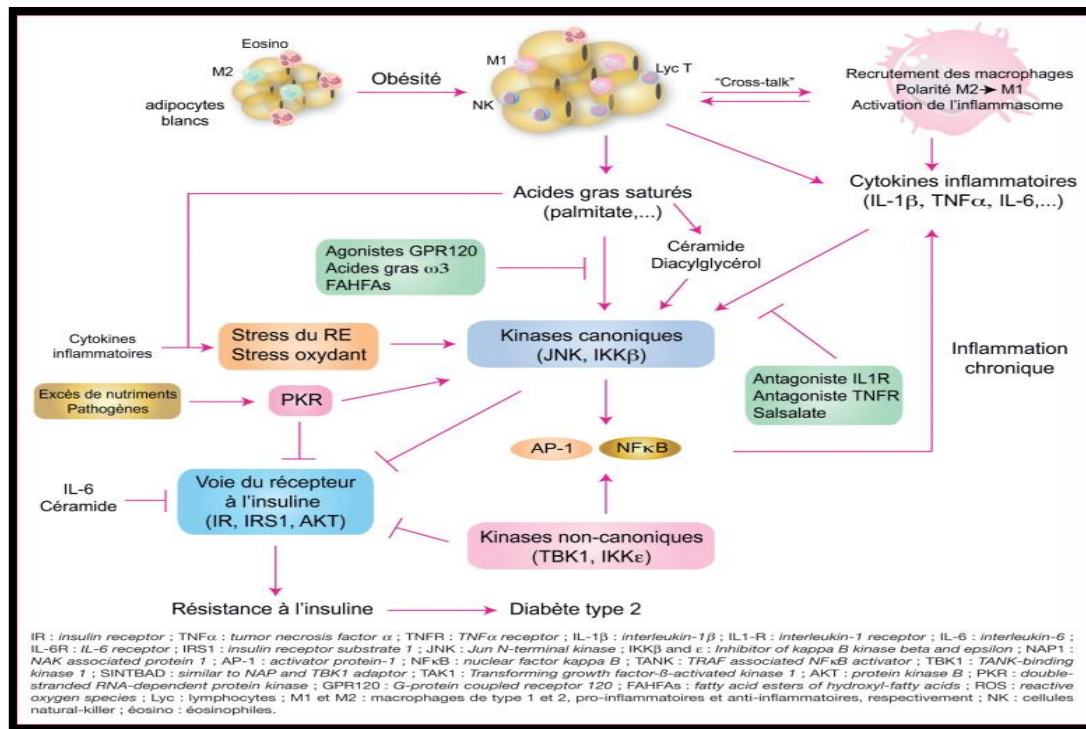 Eosino
M2
adipocytes
blancs
Obésité
M1
NK
Lyc T
“Cross-talk”
Recrutement des macrophages
Polarité M2 ➤ M1
Activation de l’inflammasome
Acides gras saturés
(palmitate,...)
Cytokines inflammatoires
(IL-1β, TNFα, IL-6,...)
Agonistes GPR120
Acides gras ω3
FAHFAs
Céramide
Diacylglycérol
Cytokines
inflammatoires
Stress du RE
Stress oxydant
Kinases canoniques
(JNK, IKKβ)
Inflammation
chronique
Excès de nutriments
Pathogènes
PKR
Antagoniste IL1R
Antagoniste TNFR
Salsalate
AP-1
NFκB
IL-6
Céramide
Voie du récepteur
à l’insuline
(IR, IRS1, AKT)
Kinases non-canoniques
(TBK1, IKKε)
Résistance à l’insuline
Diabète type 2
IR : insulin receptor ; TNFα : tumor necrosis factor α ; TNFR : TNFα receptor ; IL-1β : interleukin-1β ; IL1-R : interleukin-1 receptor ; IL-6 : interleukin-6 ;
IL-6R : IL-6 receptor ; IRS1 : insulin receptor substrate 1 ; JNK : Jun N-terminal kinase ; IKKβ and ε : Inhibitor of kappa B kinase beta and epsilon ; NAP1 :
NAK associated protein 1 ; AP-1 : activator protein-1 ; NFκB : nuclear factor kappa B ; TANK : TRAF associated NFκB activator ; TBK1 : TANK-binding
kinase 1 ; SINTBAD : similar to NAP and TBK1 adaptor ; TAK1 : Transforming growth factor-ß-activated kinase 1 ; AKT : protein kinase B ; PKR : double-
stranded RNA-dependent protein kinase ; GPR120 : G-protein coupled receptor 120 ; FAHFAs : fatty acid esters of hydroxyl-fatty acids ; ROS : reactive
oxygen species ; Lyc : lymphocytes ; M1 et M2 : macrophages de type 1 et 2, pro-inflammatoires et anti-inflammatoires, respectivement ; NK : cellules
natural-killer ; éosino : éosinophiles.